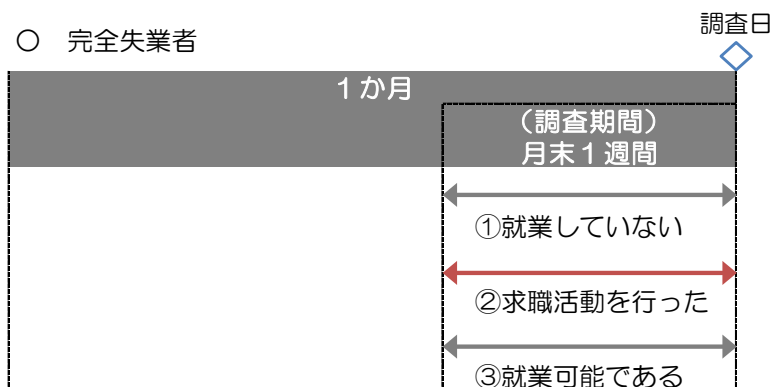 調査日
○ 完全失業者
１か月
（調査期間）
月末１週間
①就業していない
②求職活動を行った
③就業可能である